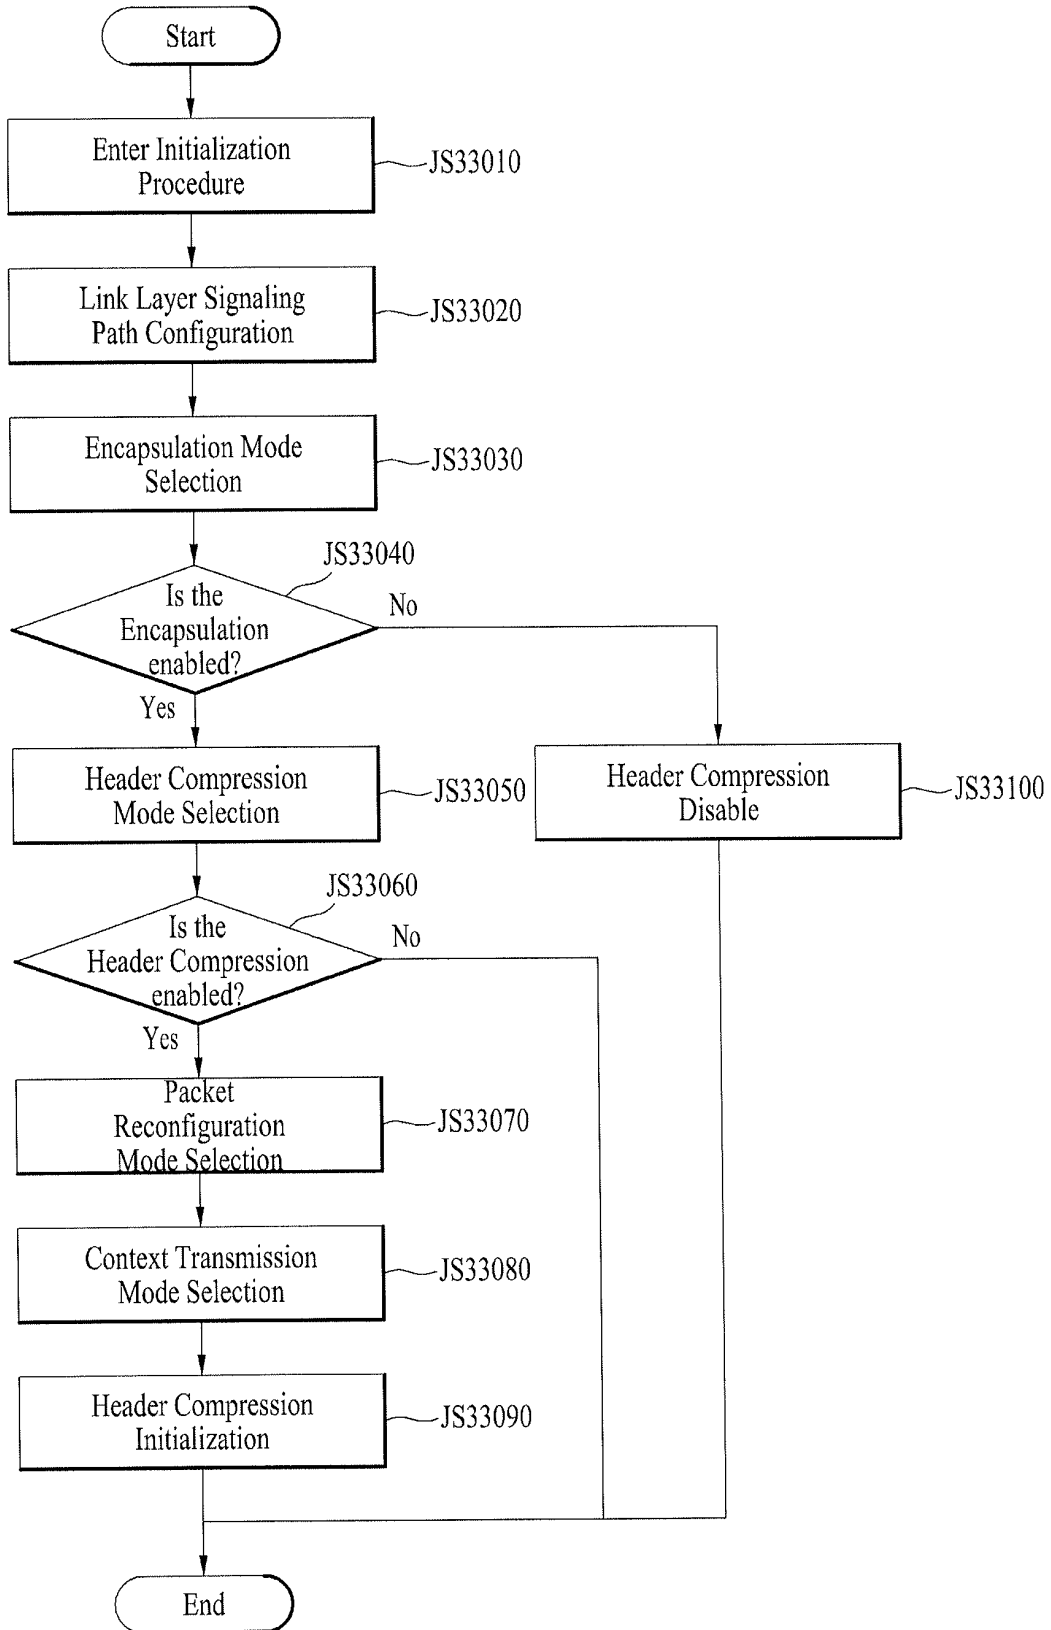 Start
Enter Initialization
Procedure
JS33010
Link Layer Signaling
Path Configuration
JS33020
Encapsulation Mode
Selection
JS33030
JS33040
Is the
Encapsulation
enabled?
No
Yes
Header Compression
Mode Selection
JS33050
Header Compression
Disable
JS33100
JS33060
Is the
Header Compression
enabled?
No
Yes
Packet
Reconfiguration
Mode Selection
JS33070
Context Transmission
Mode Selection
JS33080
Header Compression
Initialization
JS33090
End